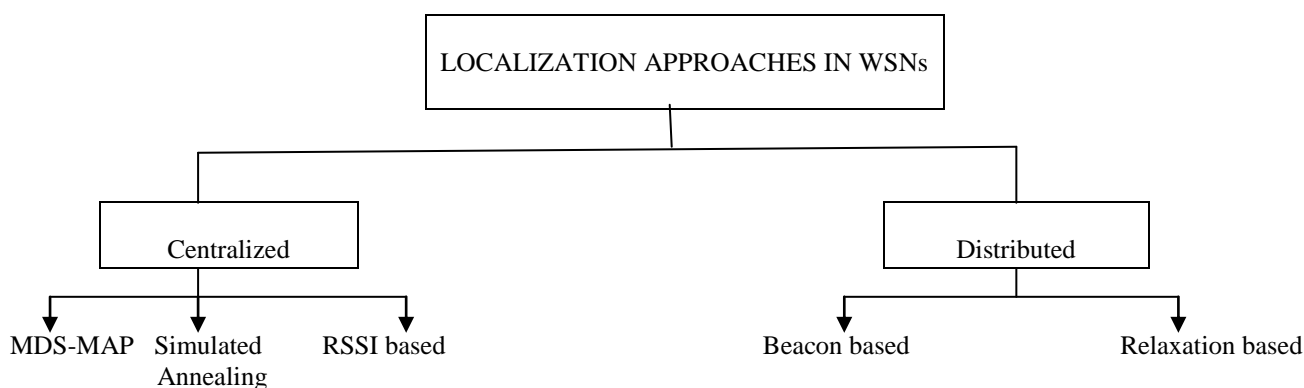 LOCALIZATION APPROACHES IN WSNs
Centralized
Distributed
MDS-MAP
Simulated
Annealing
RSSI based
Beacon based
Relaxation based